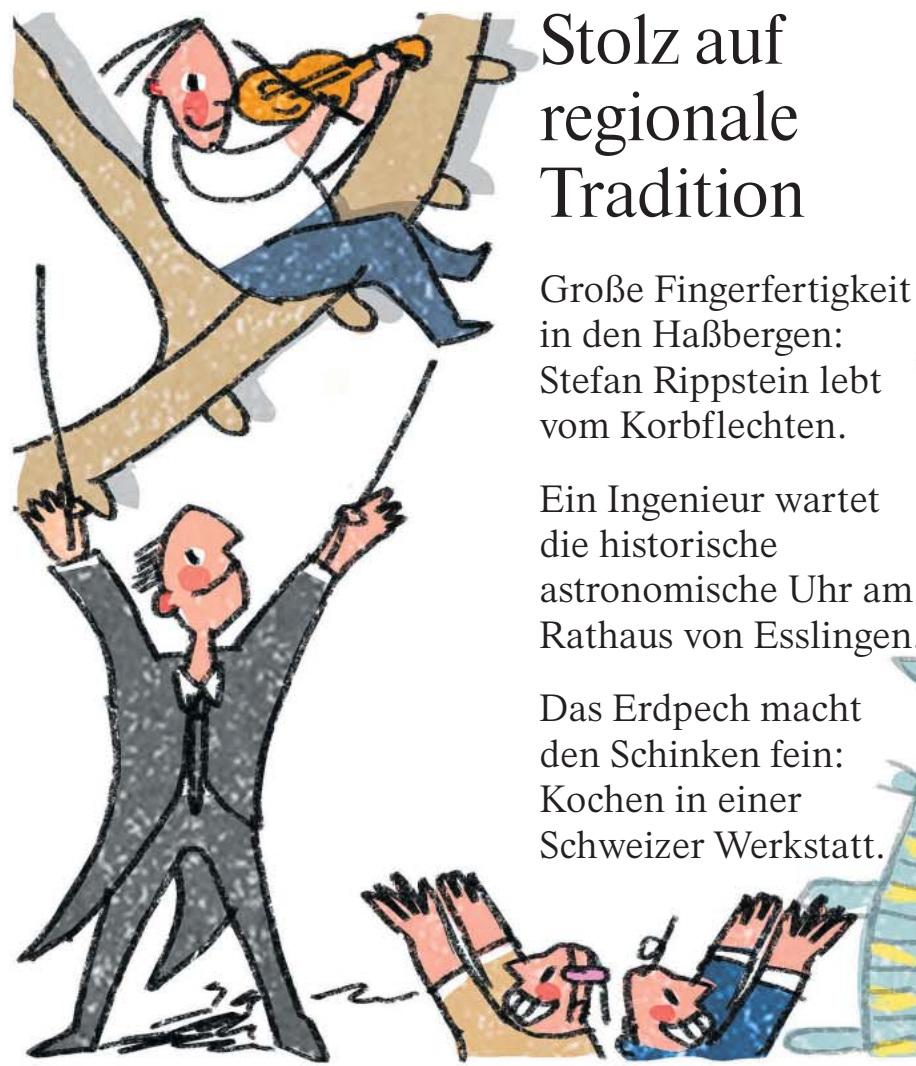 Stolz auf
regionale
Tradition
Große Fingerfertigkeit
in den Haßbergen:
Stefan Rippstein lebt
vom Korbflechten.
Ein Ingenieur wartet
die historische
astronomische Uhr am
Rathaus von Esslingen.
Das Erdpech macht
den Schinken fein:
Kochen in einer
Schweizer Werkstatt.